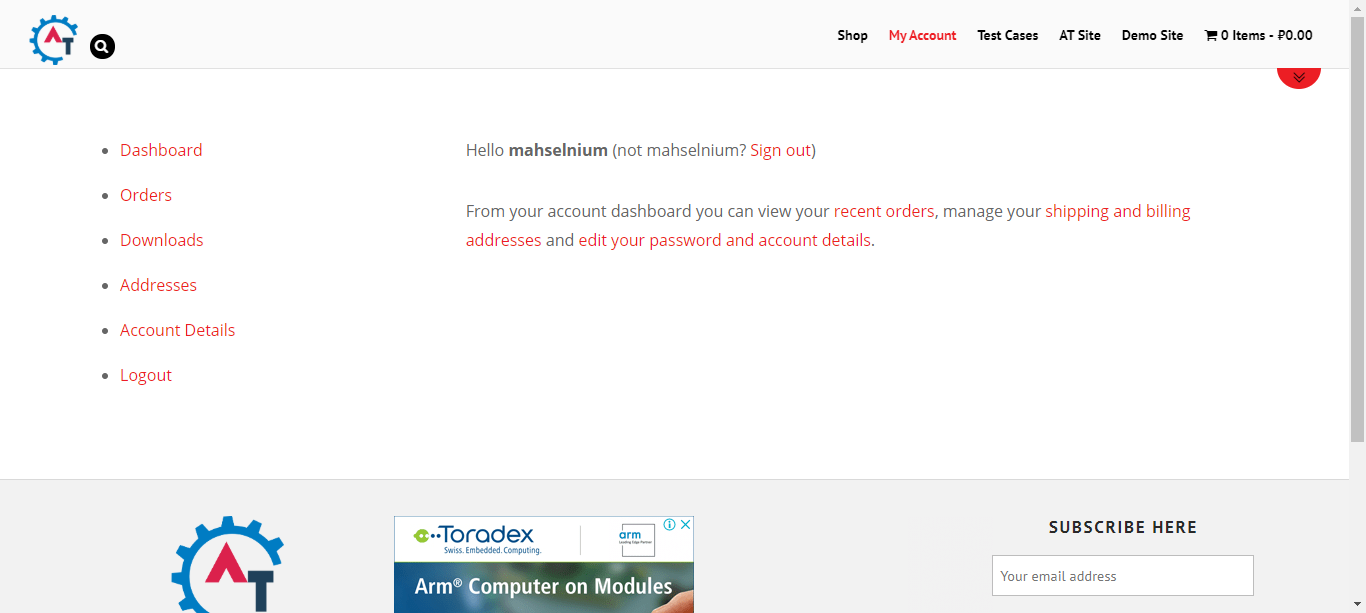 AT
Shop My Account Test Cases AT Site Demo Site 0 Items - ₽0.00
Dashboard
Orders
Downloads
Addresses
Account Details
Logout
Hello mahselnium (not mahselnium? Sign out)
From your account dashboard you can view your recent orders, manage your shipping and billing
addresses and edit your password and account details.
AT
Toradex
Swiss. Embedded. Computing.
arm
Leading Edge Partner
Arm® Computer on Modules
SUBSCRIBE HERE
Your email address